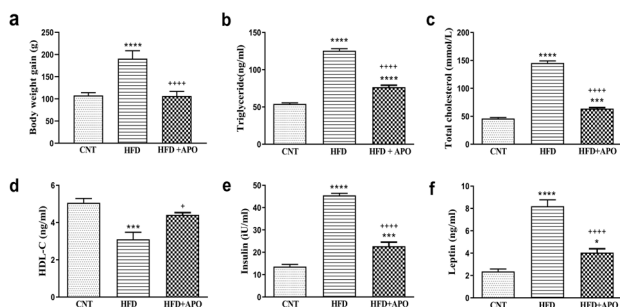 a
Body weight gain (g)
250
200
150
100
50
0
****
++++
CNT
HFD
HFD +APO
b
Triglyceride(ng/ml)
150
100
50
0
****
++++
****
CNT
HFD
HFD + APO
c
Total cholesterol (mmol/L)
200
150
100
50
0
****
++++
***
CNT
HFD
HFD+APO
d
HDL-C (ng/ml)
6
4
2
0
***
+
CNT
HFD
HFD+APO
e
Insulin (iU/ml)
50
40
30
20
10
0
****
++++
***
CNT
HFD
HFD+APO
f
Leptin (ng/ml)
10
8
6
4
2
0
****
++++
*
CNT
HFD
HFD+APO